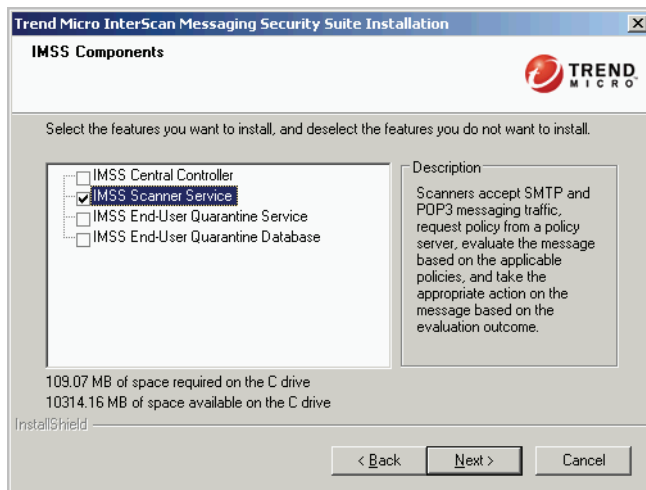 Trend Micro InterScan Messaging Security Suite Installation
IMSS Components
TREND
MICRO
Select the features you want to install, and deselect the features you do not want to install.
IMSS Central Controller
IMSS Scanner Service
IMSS End-User Quarantine Service
IMSS End-User Quarantine Database
Description
Scanners accept SMTP and
POP3 messaging traffic,
request policy from a policy
server, evaluate the message
based on the applicable
policies, and take the
appropriate action on the
message based on the
evaluation outcome.
109.07 MB of space required on the C drive
10314.16 MB of space available on the C drive
InstallShield
< Back
Next >
Cancel